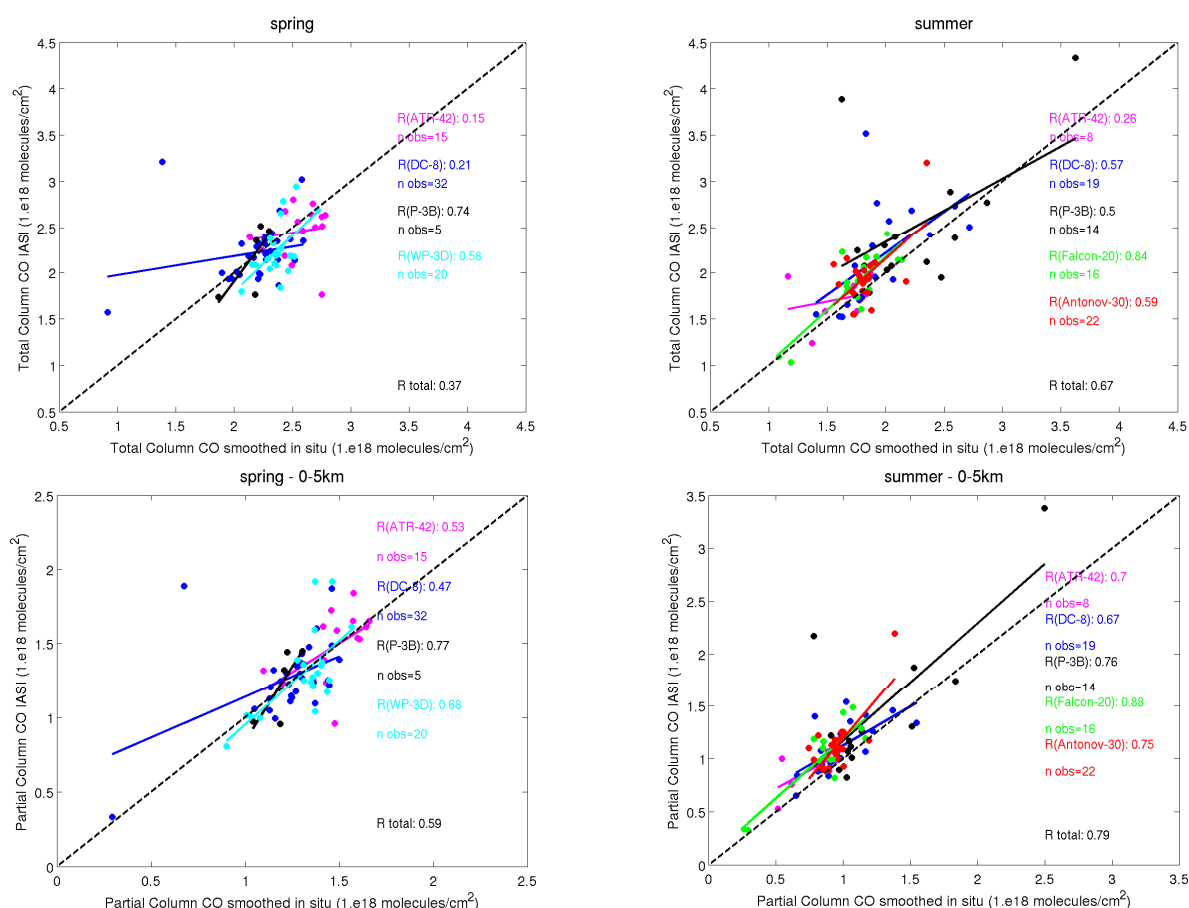 spring
4.5
4
3.5
3
2.5
2
1.5
1
0.5
Total Column CO IASI (1.e18 molecules/cm2)
R(ATR-42): 0.15
n obs=15
R(DC-8): 0.21
n obs=32
R(P-3B): 0.74
n obs=5
R(WP-3D): 0.58
n obs=20
R total: 0.37
0.5 1 1.5 2 2.5 3 3.5 4 4.5
Total Column CO smoothed in situ (1.e18 molecules/cm2)
summer
4.5
4
3.5
3
2.5
2
1.5
1
0.5
Total Column CO IASI (1.e18 molecules/cm2)
R(ATR-42): 0.26
n obs=8
R(DC-8): 0.57
n obs=19
R(P-3B): 0.5
n obs=14
R(Falcon-20): 0.84
n obs=16
R(Antonov-30): 0.59
n obs=22
R total: 0.67
0.5 1 1.5 2 2.5 3 3.5 4 4.5
Total Column CO smoothed in situ (1.e18 molecules/cm2)
spring - 0-5km
2.5
2
1.5
1
0.5
0
Partial Column CO IASI (1.e18 molecules/cm2)
R(ATR-42): 0.53
n obs=15
R(DC-8): 0.47
n obs=32
R(P-3B): 0.77
n obs=5
R(WP-3D): 0.68
n obs=20
R total: 0.59
0 0.5 1 1.5 2 2.5
Partial Column CO smoothed in situ (1.e18 molecules/cm2)
summer - 0-5km
3.5
3
2.5
2
1.5
1
0.5
0
Partial Column CO IASI (1.e18 molecules/cm2)
R(ATR-42): 0.7
n obs=8
R(DC-8): 0.67
n obs=19
R(P-3B): 0.76
n obs=14
R(Falcon-20): 0.88
n obs=16
R(Antonov-30): 0.75
n obs=22
R total: 0.79
0 0.5 1 1.5 2 2.5 3 3.5
Partial Column CO smoothed in situ (1.e18 molecules/cm2)